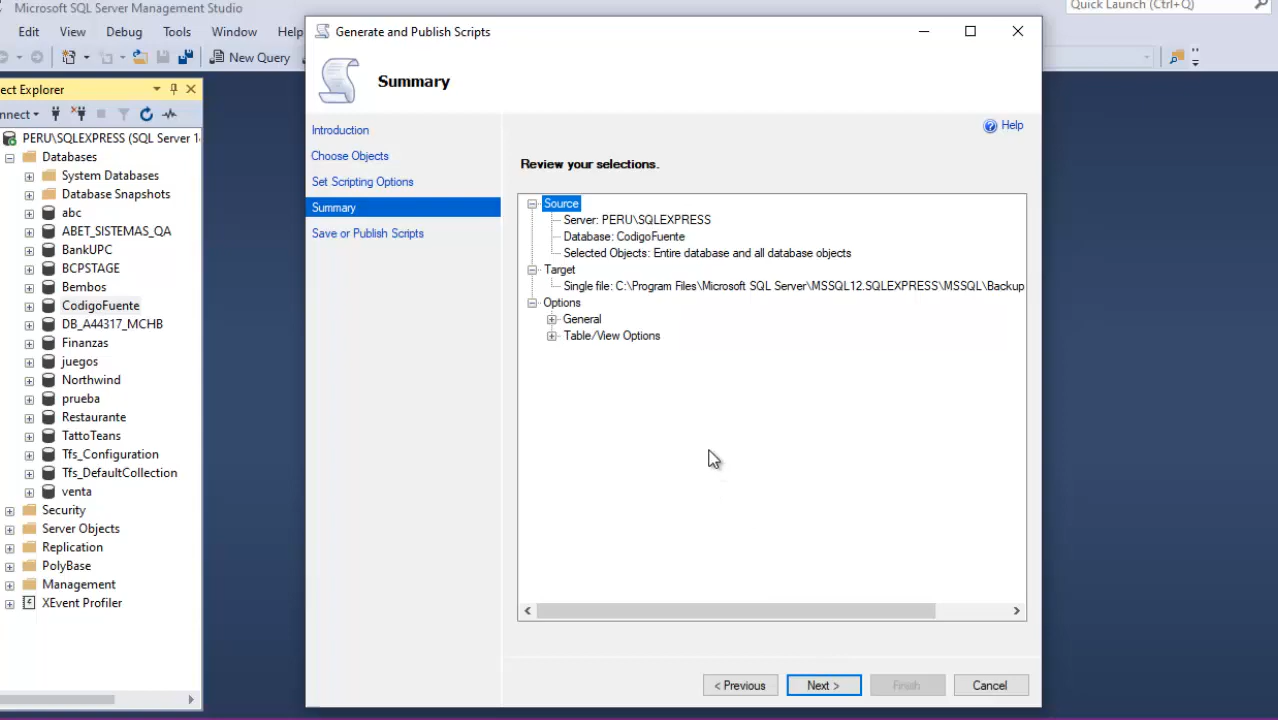 Microsoft SQL Server Management Studio
Quick Launch (Ctrl+Q)
Edit View Debug Tools Window Help
New Query
ect Explorer
nnect
PERU\SQLEXPRESS (SQL Server 1
Databases
System Databases
Database Snapshots
abc
ABET_SISTEMAS_QA
BankUPC
BCPSTAGE
Bembos
CodigoFuente
DB_A44317_MCHB
Finanzas
juegos
Northwind
prueba
Restaurante
TattoTeans
Tfs_Configuration
Tfs_DefaultCollection
venta
Security
Server Objects
Replication
PolyBase
Management
XEvent Profiler
Generate and Publish Scripts
Summary
Introduction
Choose Objects
Set Scripting Options
Summary
Save or Publish Scripts
Help
Review your selections.
Source
Server: PERU\SQLEXPRESS
Database: CodigoFuente
Selected Objects: Entire database and all database objects
Target
Single file: C:\Program Files\Microsoft SQL Server\MSSQL12.SQLEXPRESS\MSSQL\Backup
Options
General
Table/View Options
< Previous Next > Finish Cancel